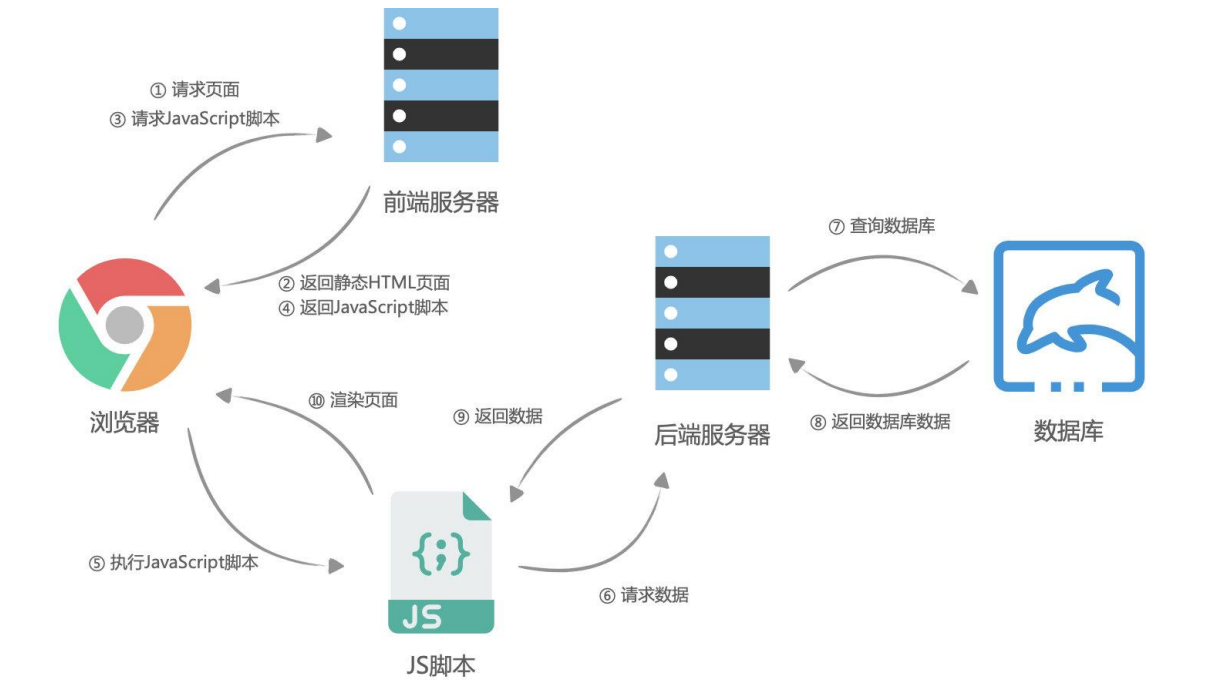 ① 请求页面
③ 请求JavaScript脚本
前端服务器
② 返回静态HTML页面
④ 返回JavaScript脚本
⑦ 查询数据库
浏览器
⑩ 渲染页面
⑨ 返回数据
后端服务器
⑧ 返回数据库数据
数据库
⑤ 执行JavaScript脚本
{;}
JS
⑥ 请求数据
JS脚本